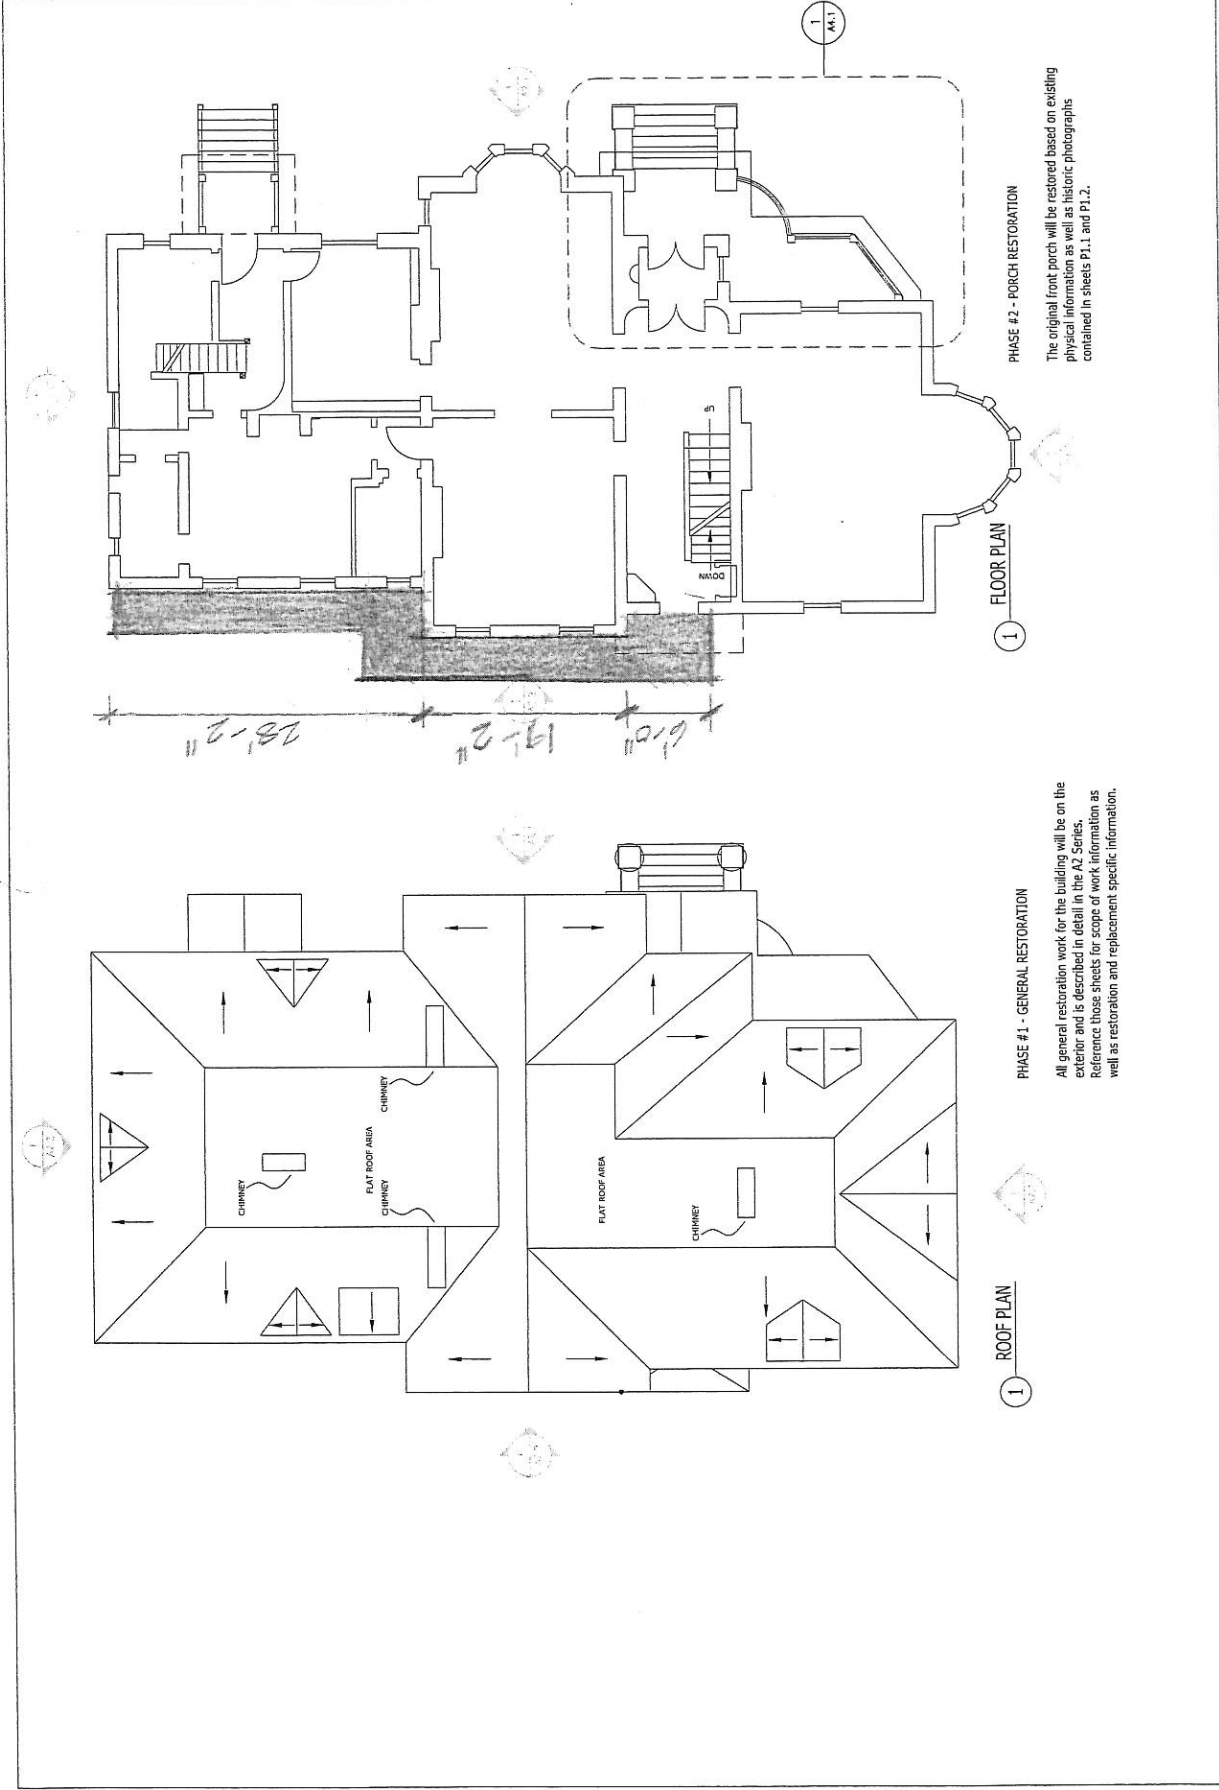 CHIMNEY
CHIMNEY
FLAT ROOF AREA
CHIMNEY
FLAT ROOF AREA
CHIMNEY
1
ROOF PLAN
PHASE #1 - GENERAL RESTORATION
All general restoration work for the building will be on the
exterior and is described in detail in the A2 Series.
Reference those sheets for scope of work information as
well as restoration and replacement specific information.
28'-2"
6'-0"
DOWN
UP
1
A4.1
1
FLOOR PLAN
PHASE #2 - PORCH RESTORATION
The original front porch will be restored based on existing
physical information as well as historic photographs
contained in sheets P1.1 and P1.2.